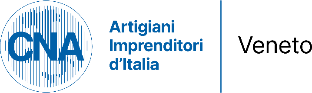 CNA
Artigiani
Imprenditori
d'Italia
Veneto